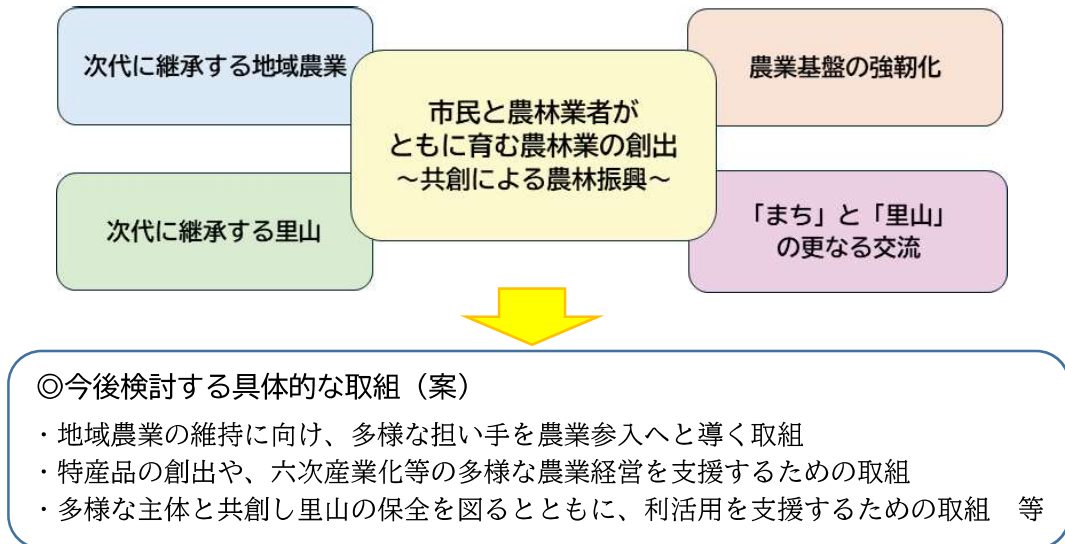 次代に継承する地域農業
農業基盤の強靭化
市民と農林業者が
ともに育む農林業の創出
～共創による農林振興～
次代に継承する里山
「まち」と「里山」
の更なる交流
◎今後検討する具体的な取組（案）
・地域農業の維持に向け、多様な担い手を農業参入へと導く取組
・特産品の創出や、六次産業化等の多様な農業経営を支援するための取組
・多様な主体と共創し里山の保全を図るとともに、利活用を支援するための取組　等